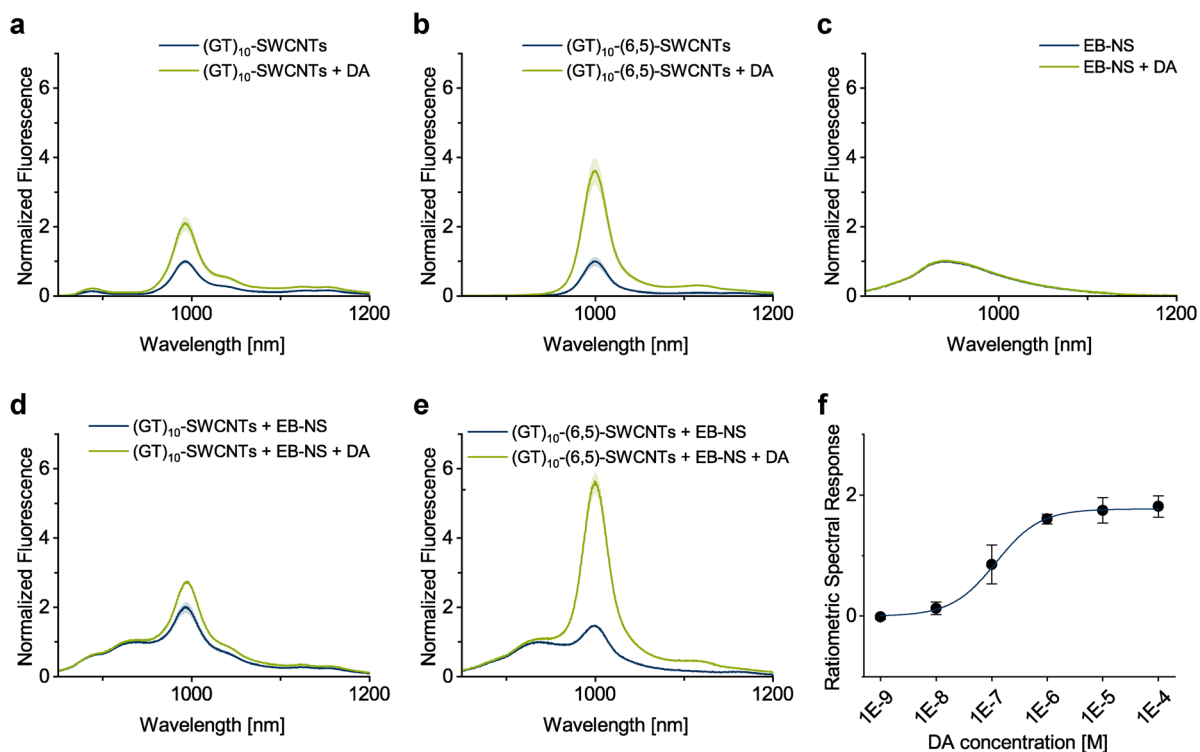 a
(GT)₁₀-SWCNTs
(GT)₁₀-SWCNTs + DA
Normalized Fluorescence
6
4
2
0
1000
1200
Wavelength [nm]
b
(GT)₁₀-(6,5)-SWCNTs
(GT)₁₀-(6,5)-SWCNTs + DA
Normalized Fluorescence
6
4
2
0
1000
1200
Wavelength [nm]
c
EB-NS
EB-NS + DA
Normalized Fluorescence
6
4
2
0
1000
1200
Wavelength [nm]
d
(GT)₁₀-SWCNTs + EB-NS
(GT)₁₀-SWCNTs + EB-NS + DA
Normalized Fluorescence
6
4
2
0
1000
1200
Wavelength [nm]
e
(GT)₁₀-(6,5)-SWCNTs + EB-NS
(GT)₁₀-(6,5)-SWCNTs + EB-NS + DA
Normalized Fluorescence
6
4
2
0
1000
1200
Wavelength [nm]
f
Ratiometric Spectral Response
2
0
1E-9
1E-8
1E-7
1E-6
1E-5
1E-4
DA concentration [M]